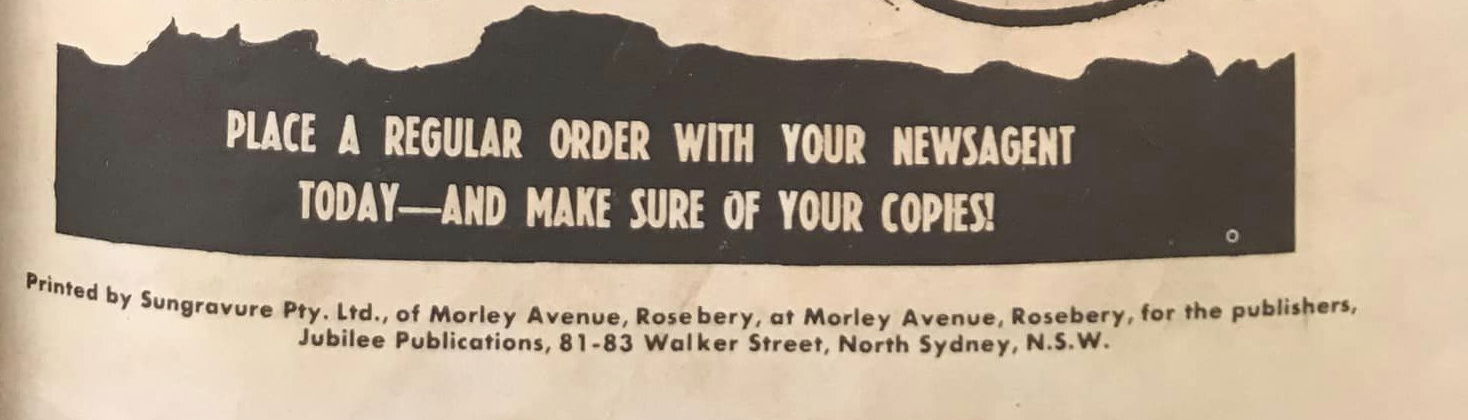 PLACE A REGULAR ORDER WITH YOUR NEWSAGENT
TODAY—AND MAKE SURE OF YOUR COPIES!
Printed by Sungravure Pty. Ltd., of Morley Avenue, Rosebery, at Morley Avenue, Rosebery, for the publishers,
Jubilee Publications, 81-83 Walker Street, North Sydney, N.S.W.